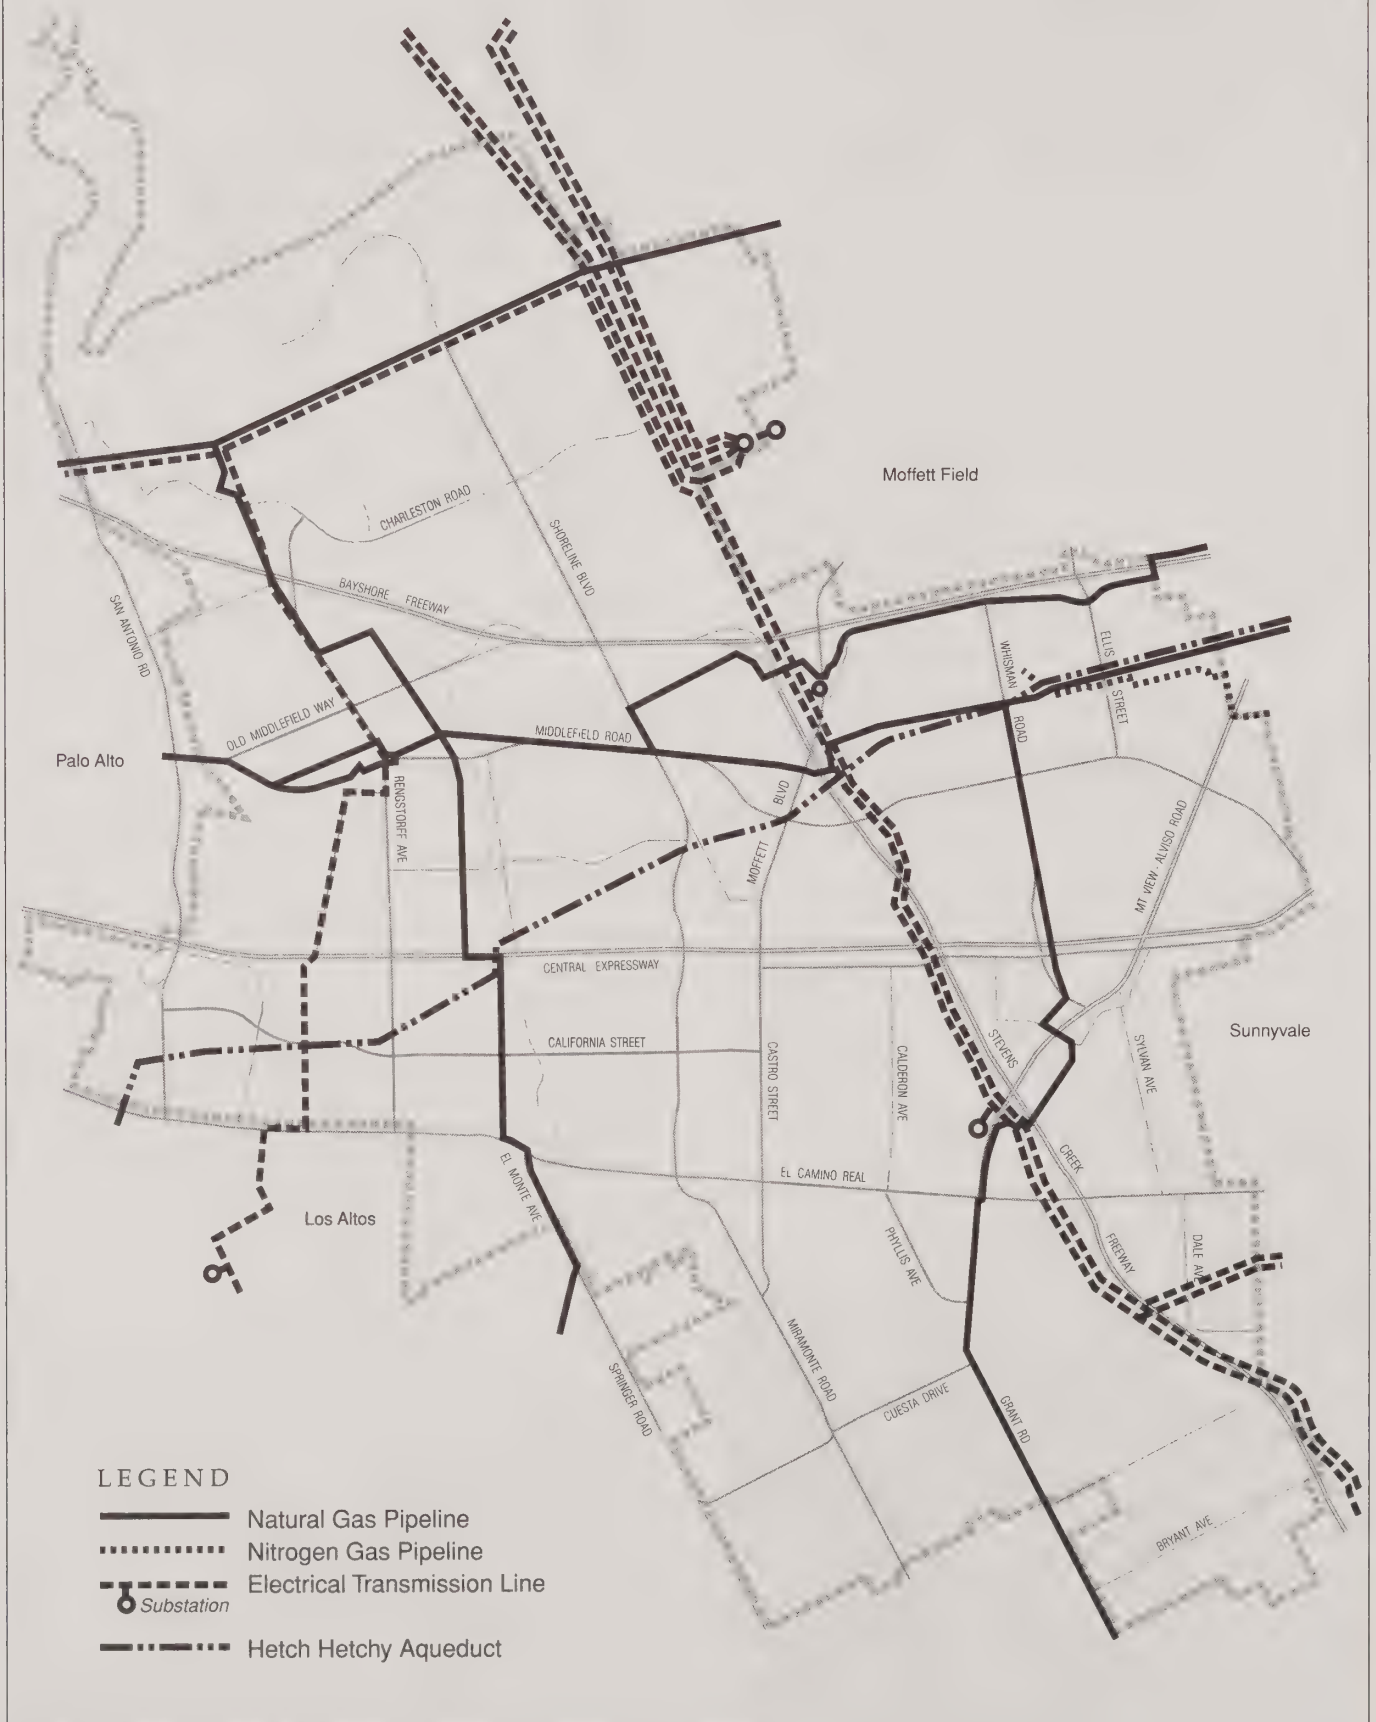 Moffett Field
CHARLESTON ROAD
SHORELINE BLVD
BAYSHORE FREEWAY
SAN ANTONIO RD
WHISMAN
ROAD
ELLIS
STREET
OLD MIDDLEFIELD WAY
MIDDLEFIELD ROAD
Palo Alto
RENGSTORFF AVE
MOFFETT
BLVD
MT VIEW - ALVISO ROAD
CENTRAL EXPRESSWAY
Sunnyvale
CALIFORNIA STREET
CASTRO STREET
CALDERON AVE
STEVENS
CREEK
FREEWAY
SYLVAN AVE
EL CAMINO REAL
EL MONTE AVE
Los Altos
PHYLLIS AVE
DALE AVE
MIRAMONTE ROAD
SPRINGER ROAD
CUESTA DRIVE
GRANT RD
BRYANT AVE
LEGEND
Natural Gas Pipeline
Nitrogen Gas Pipeline
Electrical Transmission Line
Substation
Hetch Hetchy Aqueduct